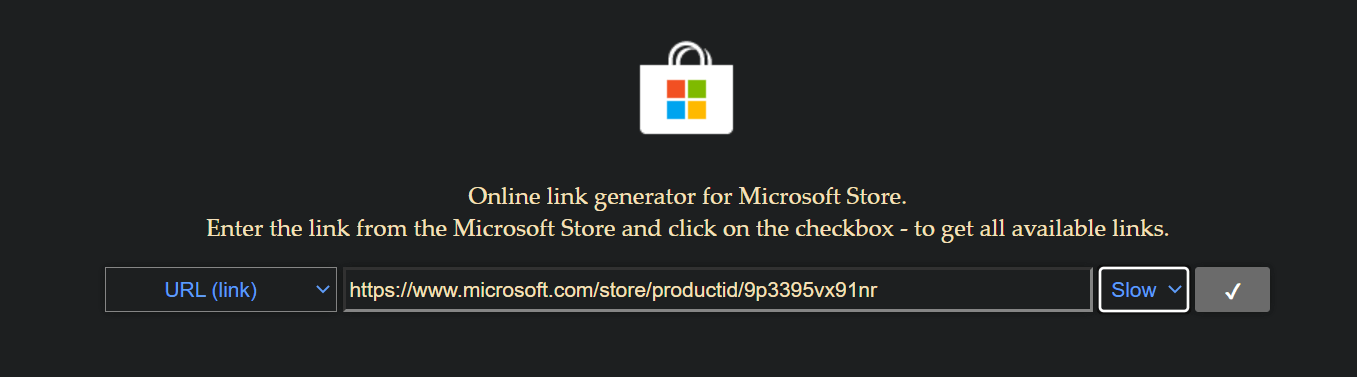 Online link generator for Microsoft Store.
Enter the link from the Microsoft Store and click on the checkbox - to get all available links.
URL (link) https://www.microsoft.com/store/productid/9p3395vx91nr Slow ✓